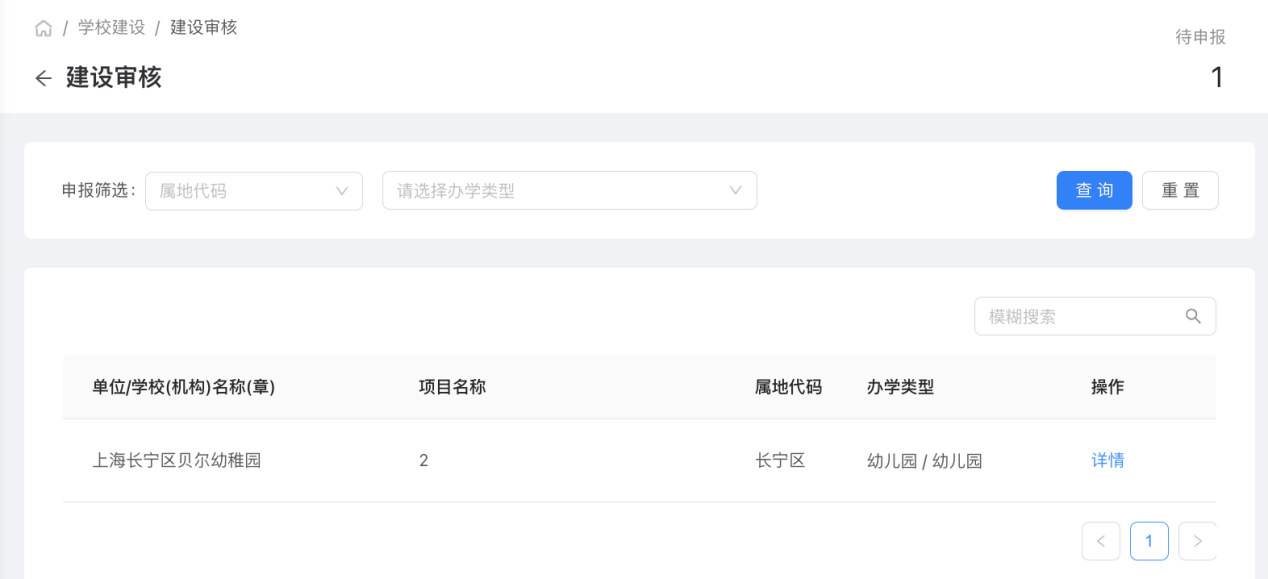 / 学校建设 / 建设审核
待申报
← 建设审核
1
申报筛选: 属地代码 请选择办学类型 查 询 重 置
模糊搜索
单位/学校(机构)名称(章) 项目名称 属地代码 办学类型 操作
上海长宁区贝尔幼稚园 2 长宁区 幼儿园 / 幼儿园 详情
< 1 >